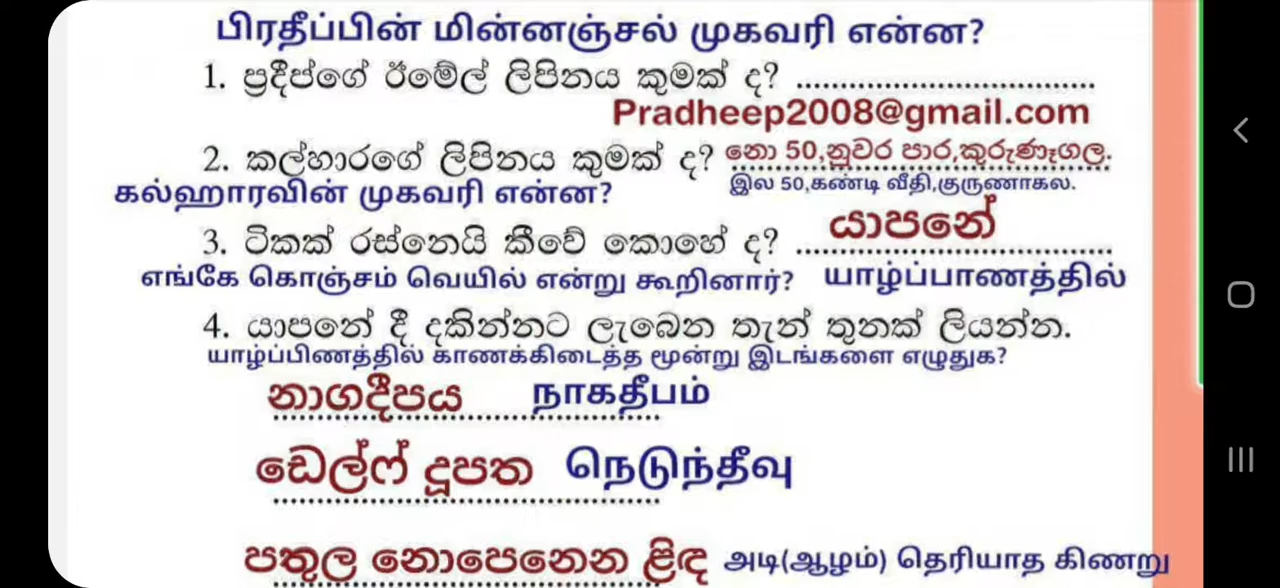 பிரதீப்பின் மின்னஞ்சல் முகவரி என்ன?
1. ප්‍රදීප්ගේ ඊමේල් ලිපිනය කුමක් ද? ..............................
Pradheep2008@gmail.com
2. කල්හාරගේ ලිපිනය කුමක් ද? නො 50,නුවර පාර,කුරුණෑගල.
கல்ஹாரவின் முகவரி என்ன? இல 50,கண்டி வீதி,குருணாகல.
3. ටිකක් රස්නෙයි කීවේ කොහේ ද? යාපනේ
எங்கே கொஞ்சம் வெயில் என்று கூறினார்? யாழ்ப்பாணத்தில்
4. යාපනේ දී දකින්නට ලැබෙන තැන් තුනක් ලියන්න.
யாழ்ப்பிணத்தில் காணக்கிடைத்த மூன்று இடங்களை எழுதுக?
නාගදීපය நாகதீபம்
ඩෙල්ෆ් දූපත நெடுந்தீவு
පතුල නොපෙනෙන ළිඳ அடி(ஆழம்) தெரியாத கிணறு